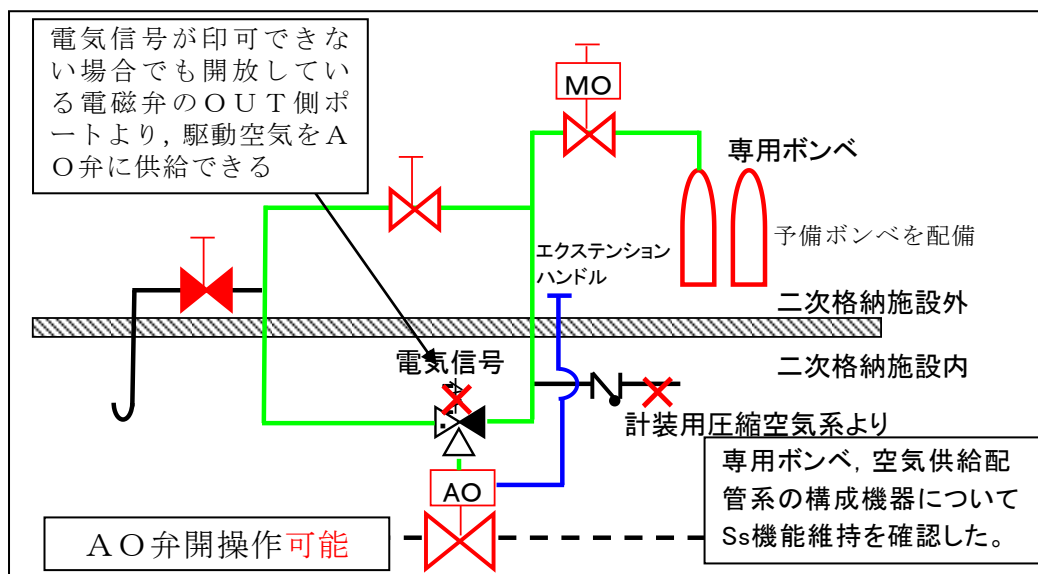 電気信号が印可できな
い場合でも開放してい
る電磁弁のＯＵＴ側ポ
ートより，駆動空気をＡ
Ｏ弁に供給できる
MO
専用ボンベ
予備ボンベを配備
エクステンション
ハンドル
二次格納施設外
二次格納施設内
電気信号
計装用圧縮空気系より
AO
専用ボンベ，空気供給配
管系の構成機器について
Ss機能維持を確認した。
ＡＯ弁開操作可能